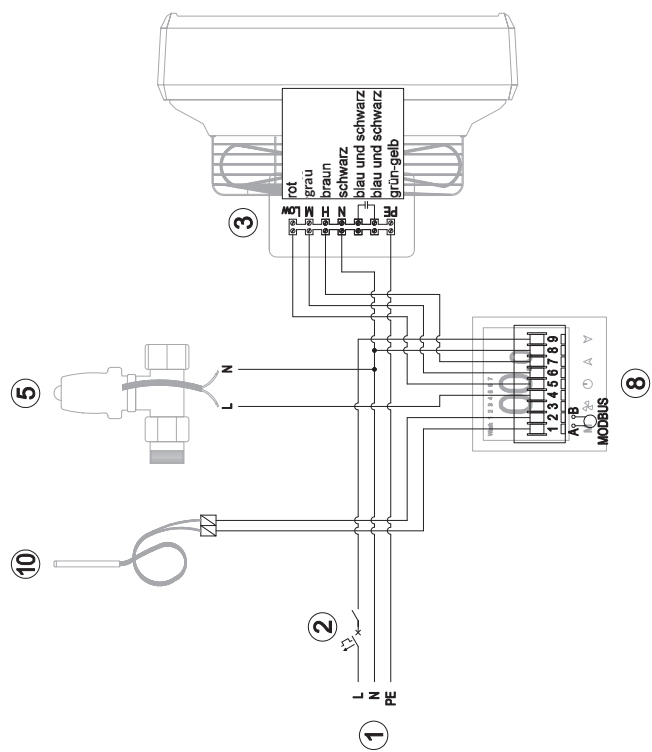 5
L
N
10
3
Low
M
H
N
PE
rot
grau
braun
schwarz
blau und schwarz
blau und schwarz
grün-gelb
2
1
L
N
PE
8
1 2 3 4 5 6 7 8 9
A
B
M
MODBUS